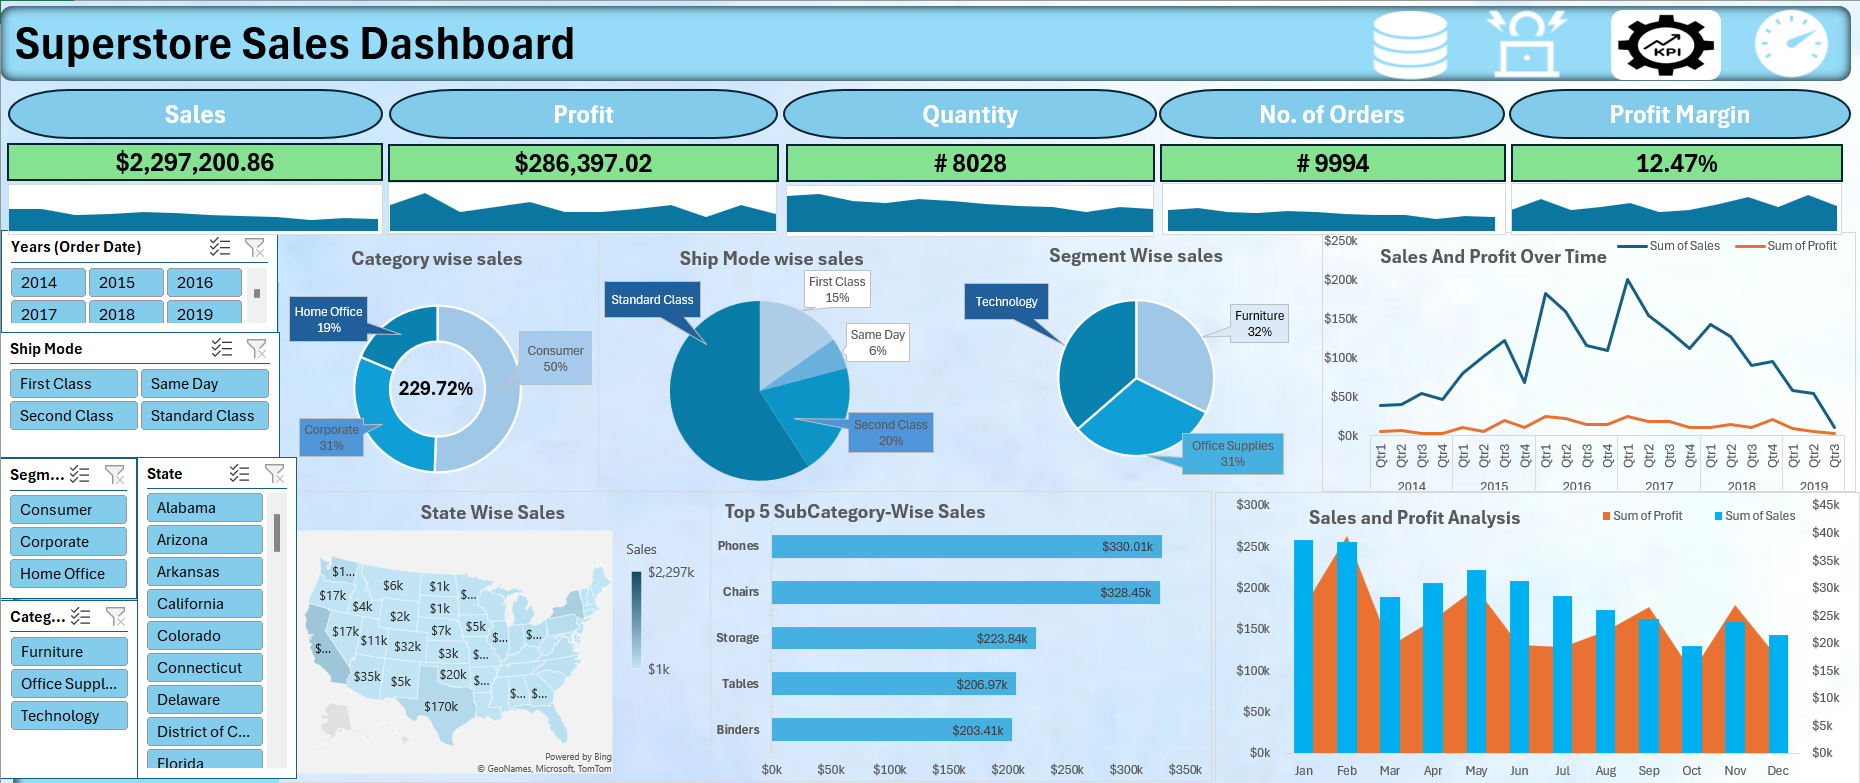 Superstore Sales Dashboard
KPI
Sales
Profit
Quantity
No. of Orders
Profit Margin
$2,297,200.86
$286,397.02
# 8028
# 9994
12.47%
Years (Order Date)
2014
2015
2016
2017
2018
2019
Ship Mode
First Class
Same Day
Second Class
Standard Class
Segm...
Consumer
Corporate
Home Office
Categ...
Furniture
Office Suppl...
Technology
State
Alabama
Arizona
Arkansas
California
Colorado
Connecticut
Delaware
District of C...
Florida
Category wise sales
Home Office
19%
Consumer
50%
229.72%
Corporate
31%
Ship Mode wise sales
Standard Class
First Class
15%
Same Day
6%
Second Class
20%
Segment Wise sales
Technology
Furniture
32%
Office Supplies
31%
Sales And Profit Over Time
Sum of Sales
Sum of Profit
$250k
$200k
$150k
$100k
$50k
$0k
Qtr1
Qtr2
Qtr3
Qtr4
Qtr1
Qtr2
Qtr3
Qtr4
Qtr1
Qtr2
Qtr3
Qtr4
Qtr1
Qtr2
Qtr3
Qtr4
Qtr1
Qtr2
Qtr3
Qtr4
Qtr1
Qtr2
Qtr3
2014
2015
2016
2017
2018
2019
State Wise Sales
$1...
$6k
$1k
$...
$17k
$4k
$1k
$2k
$5k
$17k
$11k
$7k
$...
$...
$...
$32k
$3k
$...
$35k
$5k
$20k
$...
$...
$...
$170k
Sales
$2,297k
$1k
Powered by Bing
© GeoNames, Microsoft, TomTom
Top 5 SubCategory-Wise Sales
Phones
$330.01k
Chairs
$328.45k
Storage
$223.84k
Tables
$206.97k
Binders
$203.41k
$0k
$50k
$100k
$150k
$200k
$250k
$300k
$350k
Sales and Profit Analysis
Sum of Profit
Sum of Sales
$300k
$250k
$200k
$150k
$100k
$50k
$0k
$45k
$40k
$35k
$30k
$25k
$20k
$15k
$10k
$5k
$0k
Jan
Feb
Mar
Apr
May
Jun
Jul
Aug
Sep
Oct
Nov
Dec